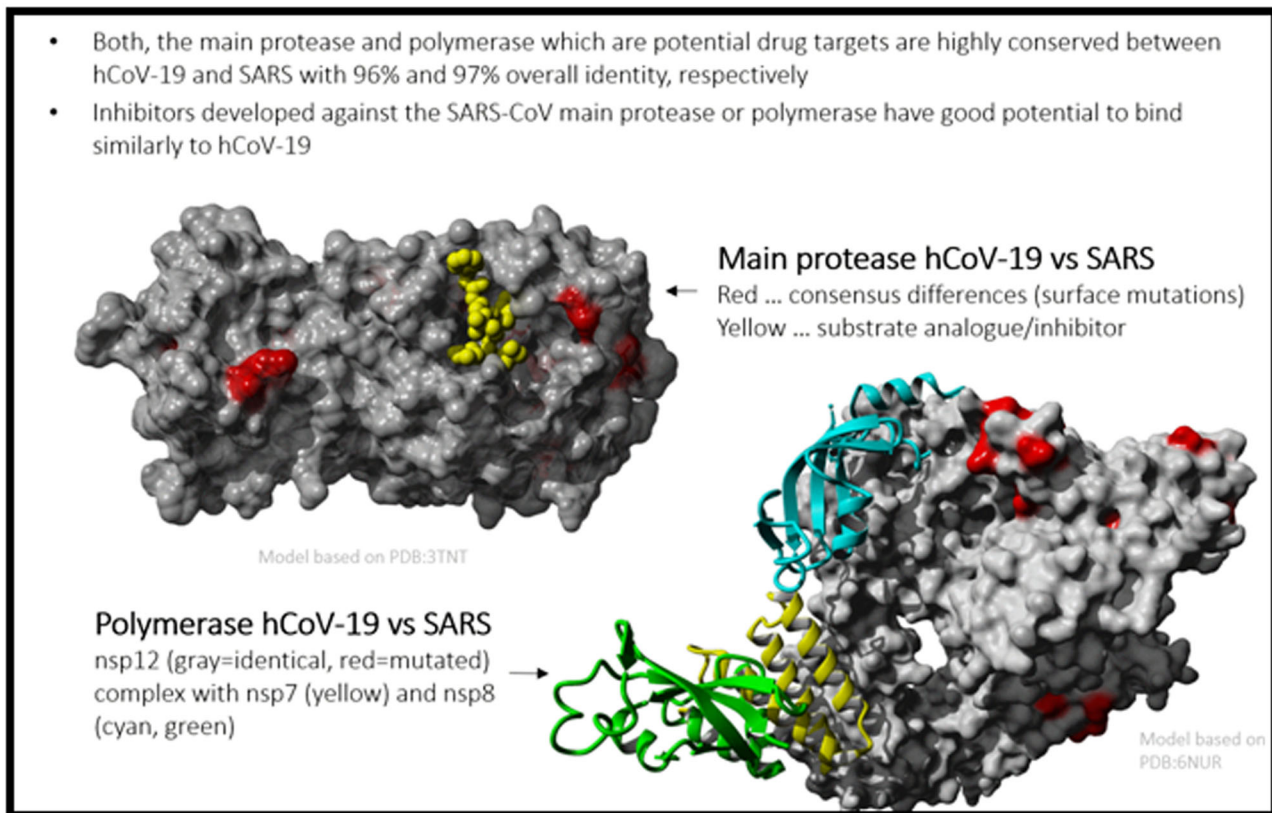 • Both, the main protease and polymerase which are potential drug targets are highly conserved between
hCoV-19 and SARS with 96% and 97% overall identity, respectively
• Inhibitors developed against the SARS-CoV main protease or polymerase have good potential to bind
similarly to hCoV-19
Main protease hCoV-19 vs SARS
Red ... consensus differences (surface mutations)
Yellow ... substrate analogue/inhibitor
Model based on PDB:3TNT
Polymerase hCoV-19 vs SARS
nsp12 (gray=identical, red=mutated)
complex with nsp7 (yellow) and nsp8
(cyan, green)
Model based on
PDB:6NUR